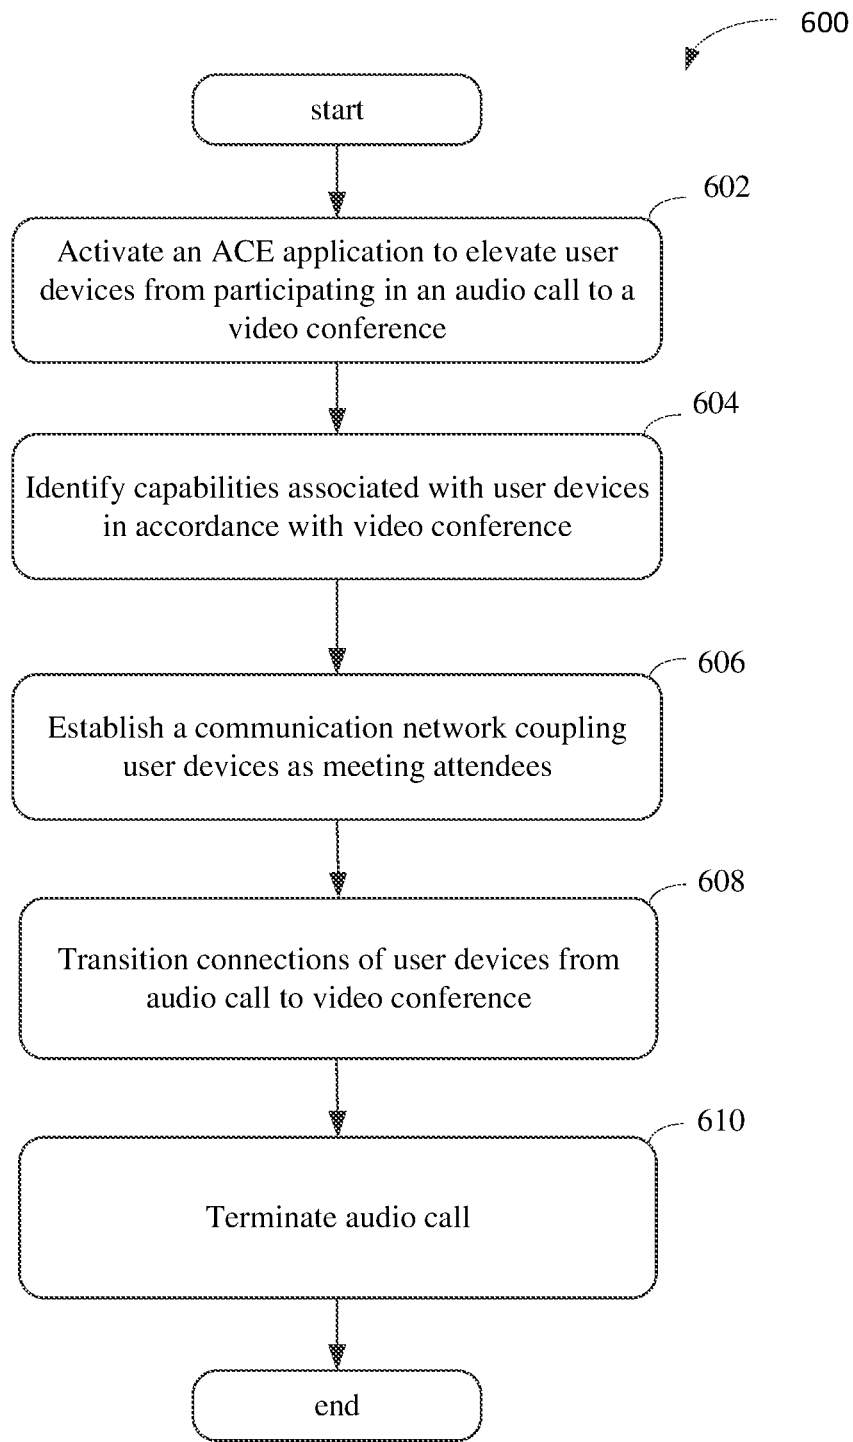 600
start
602
Activate an ACE application to elevate user
devices from participating in an audio call to a
video conference
604
Identify capabilities associated with user devices
in accordance with video conference
606
Establish a communication network coupling
user devices as meeting attendees
608
Transition connections of user devices from
audio call to video conference
610
Terminate audio call
end